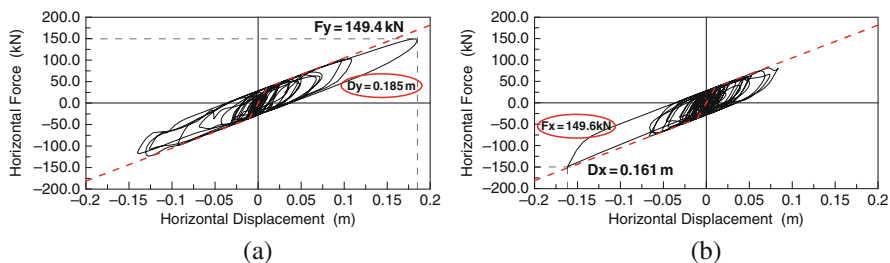 200.0
150.0
100.0
50.0
0.0
−50.0
−100.0
−150.0
−200.0
Horizontal Force (kN)
Fy = 149.4 kN
Dy = 0.185 m
−0.2 −0.15 −0.1 −0.05 0 0.05 0.1 0.15 0.2
Horizontal Displacement (m)
(a)
200.0
150.0
100.0
50.0
0.0
−50.0
−100.0
−150.0
−200.0
Horizontal Force (kN)
Fx = 149.6kN
Dx = 0.161 m
−0.2 −0.15 −0.1 −0.05 0 0.05 0.1 0.15 0.2
Horizontal Displacement (m)
(b)